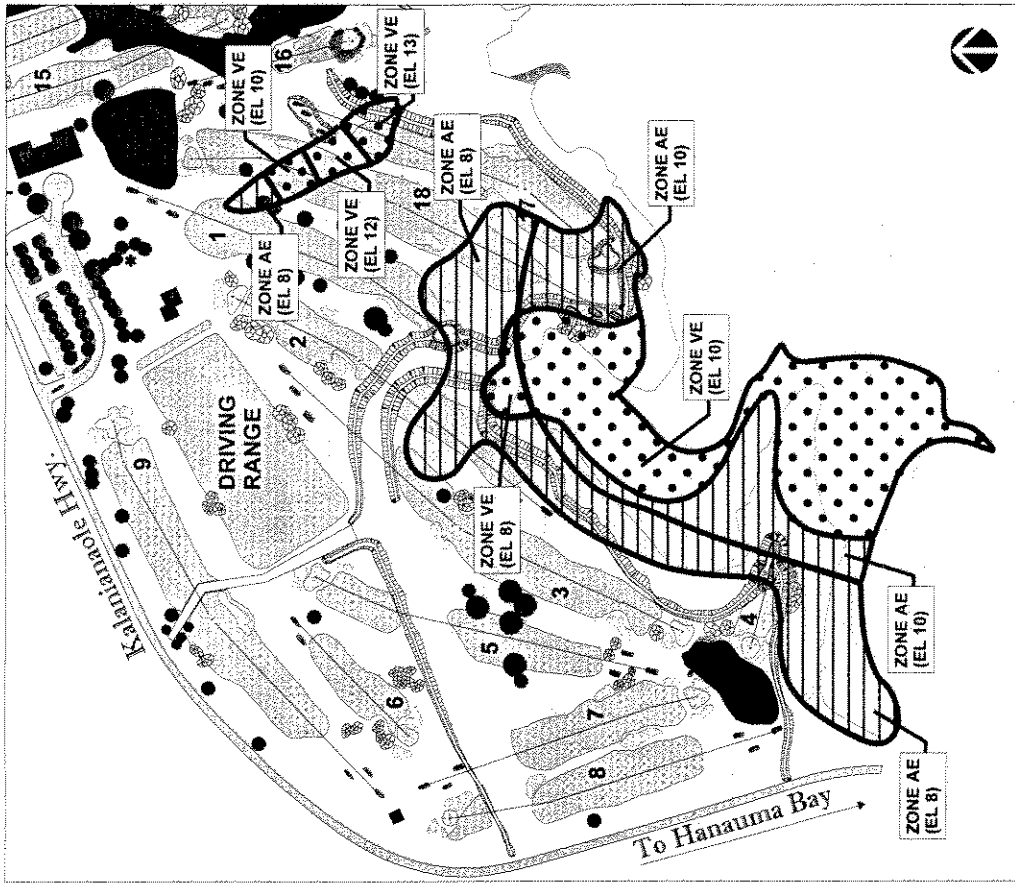 15
16
ZONE VE
(EL 10)
ZONE VE
(EL 13)
1
ZONE AE
(EL 8)
ZONE VE
(EL 12)
18
ZONE AE
(EL 8)
ZONE AE
(EL 10)
2
9
DRIVING
RANGE
Kalanianaole Hwy.
ZONE VE
(EL 10)
ZONE VE
(EL 8)
3
5
6
4
7
8
ZONE AE
(EL 10)
ZONE AE
(EL 8)
To Hanauma Bay